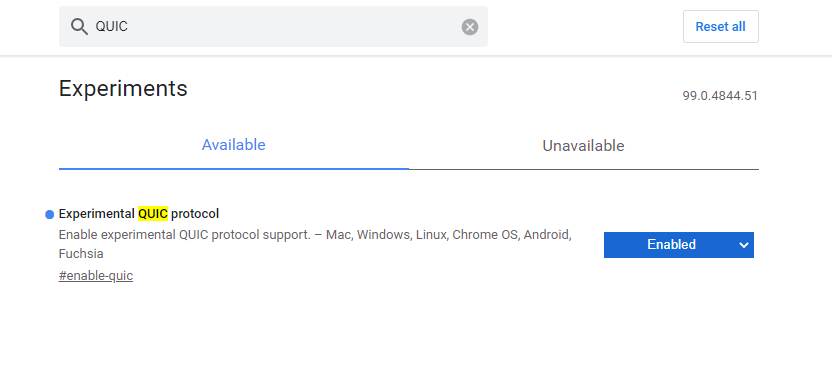 QUIC
Reset all
Experiments
99.0.4844.51
Available
Unavailable
Experimental QUIC protocol
Enable experimental QUIC protocol support. – Mac, Windows, Linux, Chrome OS, Android,
Fuchsia
#enable-quic
Enabled